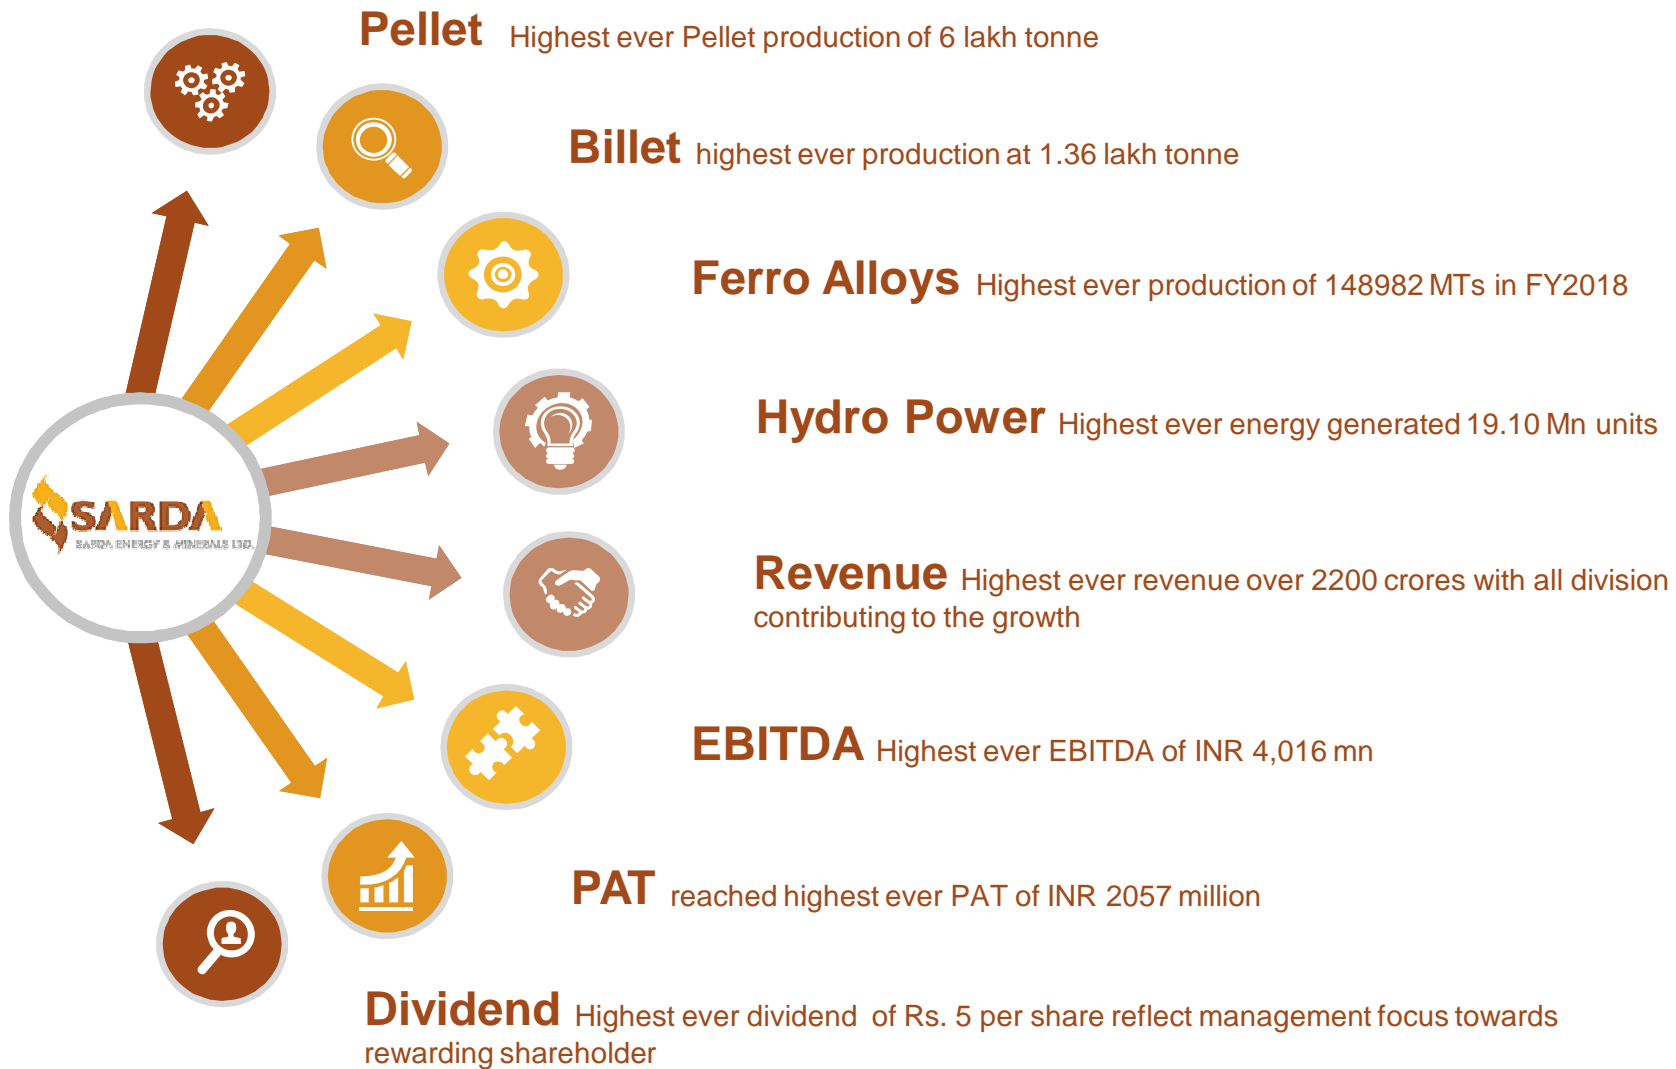 Pellet Highest ever Pellet production of 6 lakh tonne
Billet highest ever production at 1.36 lakh tonne
Ferro Alloys Highest ever production of 148982 MTs in FY2018
Hydro Power Highest ever energy generated 19.10 Mn units
SARDA
SARDA ENERGY & MINERALS LTD.
Revenue Highest ever revenue over 2200 crores with all division
contributing to the growth
EBITDA Highest ever EBITDA of INR 4,016 mn
PAT reached highest ever PAT of INR 2057 million
Dividend Highest ever dividend of Rs. 5 per share reflect management focus towards
rewarding shareholder